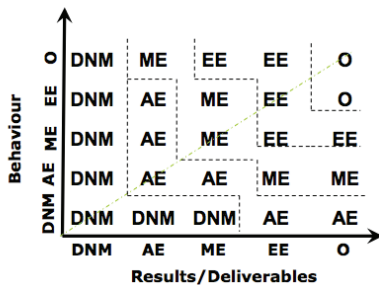 O DNM ME EE EE O
EE DNM AE ME EE O
ME DNM AE ME EE EE
AE DNM AE AE ME ME
DNM DNM DNM DNM AE AE
DNM AE ME EE O
Behaviour
Results/Deliverables